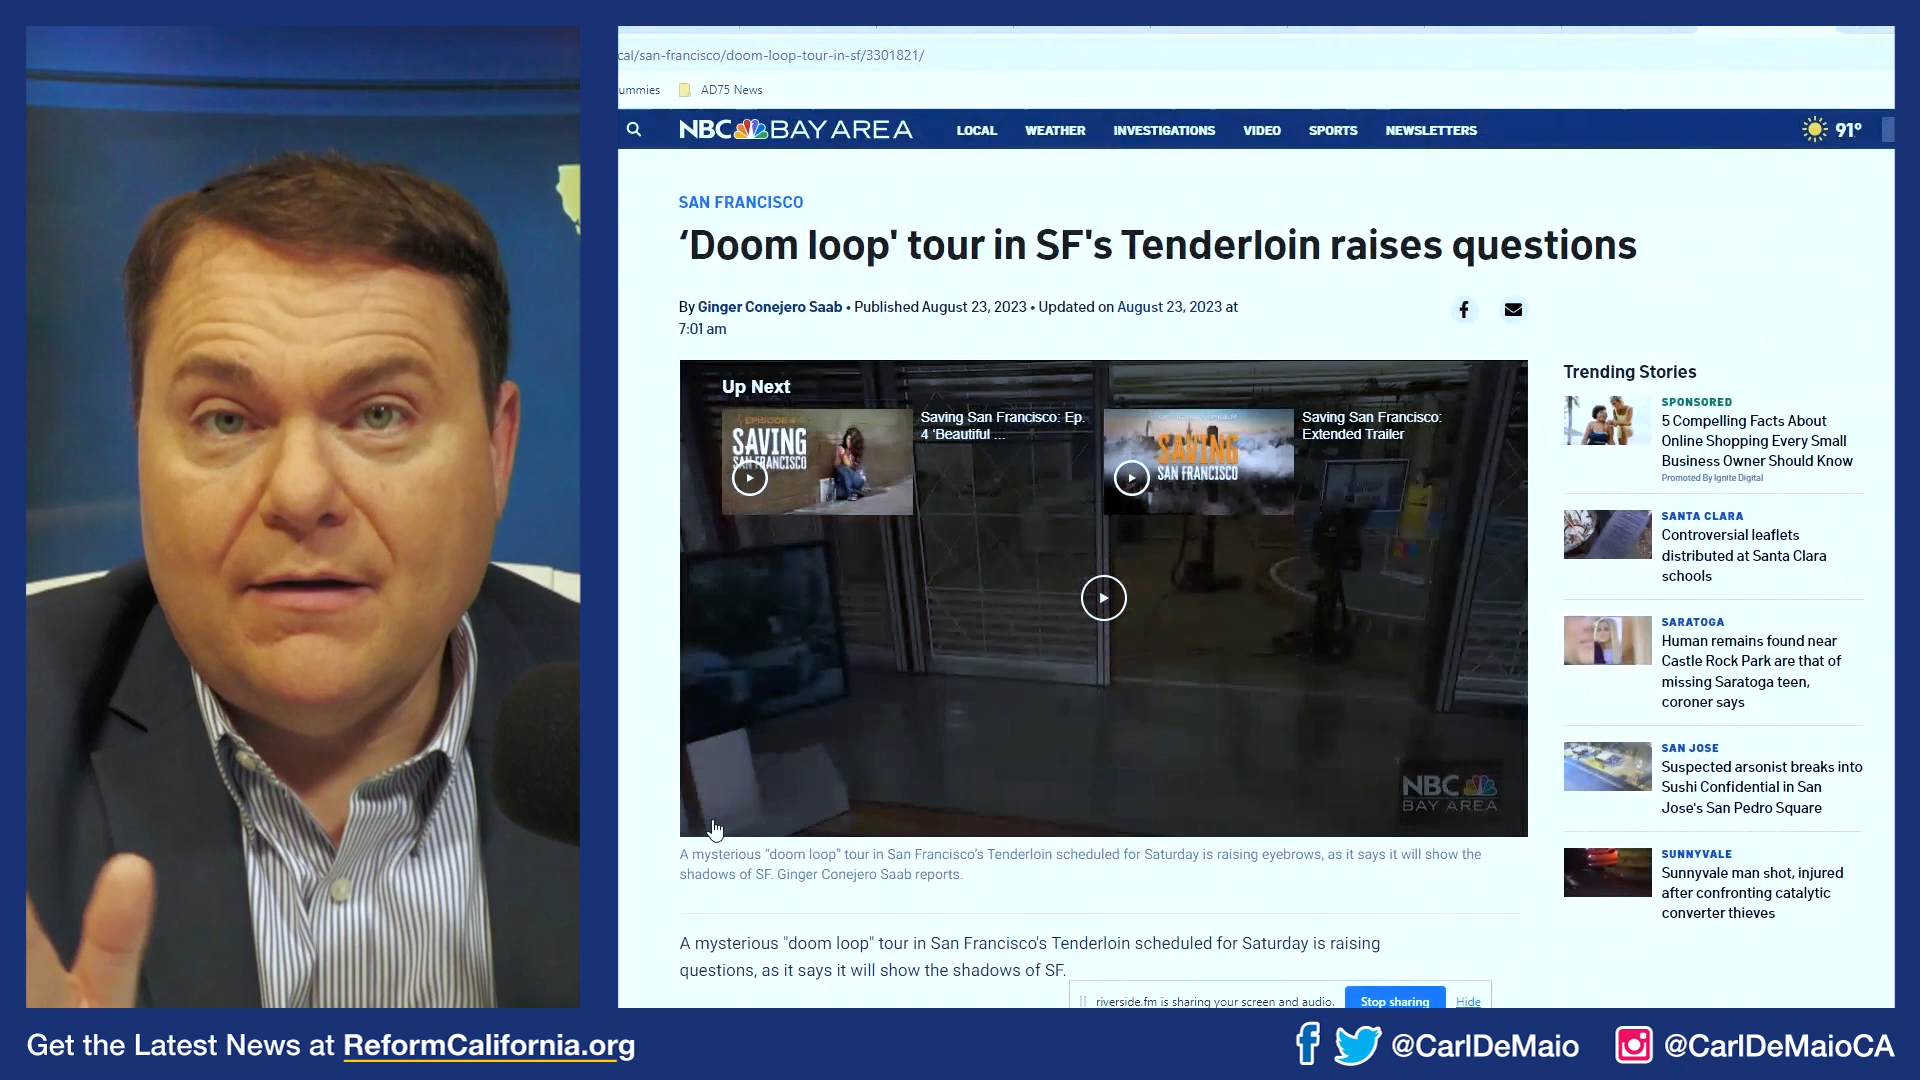 cal/san-francisco/doom-loop-tour-in-sf/3301821/
ummies AD75 News
NBC BAY AREA LOCAL WEATHER INVESTIGATIONS VIDEO SPORTS NEWSLETTERS 91°
SAN FRANCISCO
‘Doom loop' tour in SF's Tenderloin raises questions
By Ginger Conejero Saab • Published August 23, 2023 • Updated on August 23, 2023 at
7:01 am
Up Next
EPISODE 4
SAVING
SAN FRANCISCO
Saving San Francisco: Ep.
4 'Beautiful ...
SAVING
SAN FRANCISCO
Saving San Francisco:
Extended Trailer
NBC
BAY AREA
A mysterious "doom loop" tour in San Francisco's Tenderloin scheduled for Saturday is raising eyebrows, as it says it will show the
shadows of SF. Ginger Conejero Saab reports.
A mysterious "doom loop" tour in San Francisco's Tenderloin scheduled for Saturday is raising
questions, as it says it will show the shadows of SF.
Trending Stories
SPONSORED
5 Compelling Facts About
Online Shopping Every Small
Business Owner Should Know
Promoted By Ignite Digital
SANTA CLARA
Controversial leaflets
distributed at Santa Clara
schools
SARATOGA
Human remains found near
Castle Rock Park are that of
missing Saratoga teen,
coroner says
SAN JOSE
Suspected arsonist breaks into
Sushi Confidential in San
Jose's San Pedro Square
SUNNYVALE
Sunnyvale man shot, injured
after confronting catalytic
converter thieves
riverside.fm is sharing your screen and audio. Stop sharing Hide
Get the Latest News at ReformCalifornia.org
@CarlDeMaio @CarlDeMaioCA